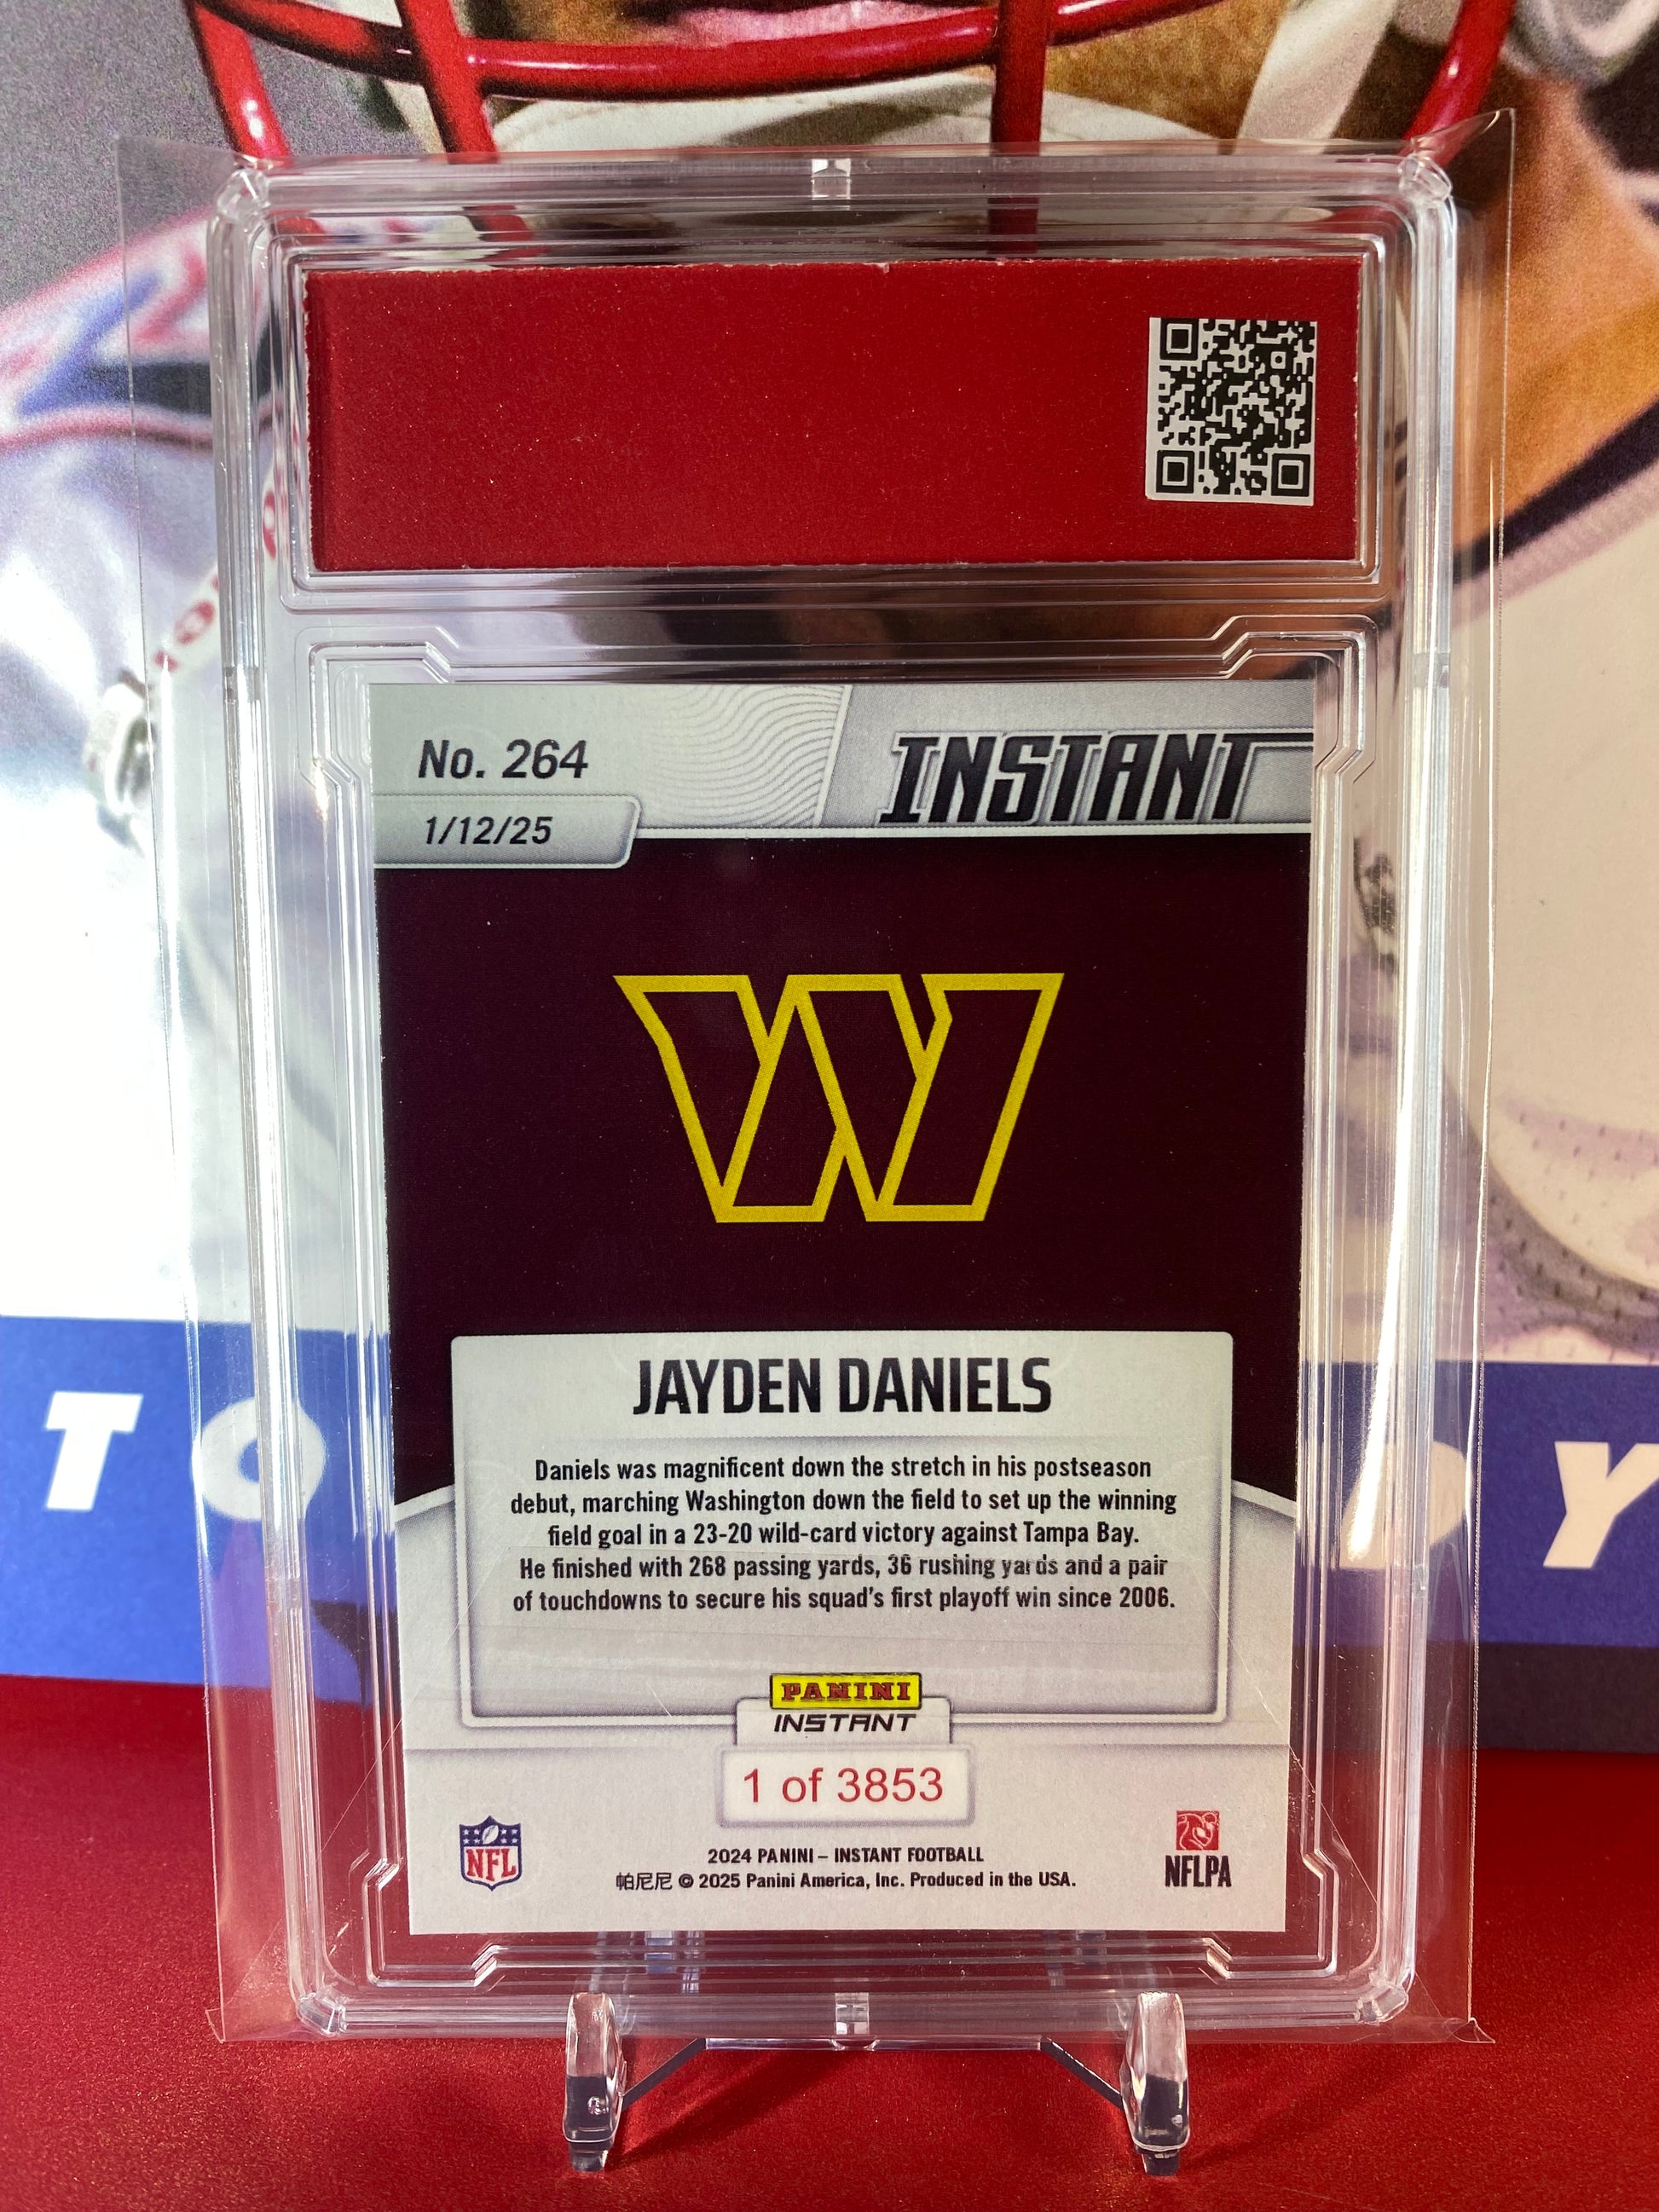 No. 264
INSTANT
1/12/25
W
JAYDEN DANIELS
Daniels was magnificent down the stretch in his postseason
debut, marching Washington down the field to set up the winning
field goal in a 23-20 wild-card victory against Tampa Bay.
He finished with 268 passing yards, 36 rushing yards and a pair
of touchdowns to secure his squad's first playoff win since 2006.
PANINI
INSTANT
1 of 3853
NFL
NFLPA
2024 PANINI – INSTANT FOOTBALL
帕尼尼 © 2025 Panini America, Inc. Produced in the USA.
T O
Y